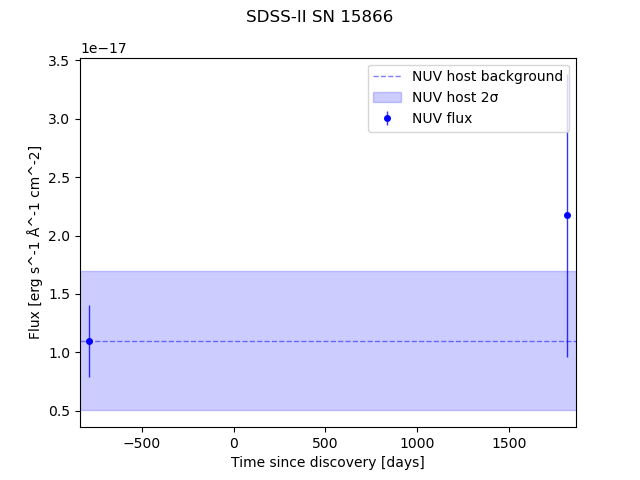 SDSS-II SN 15866
1e−17
NUV host background
NUV host 2σ
NUV flux
3.5
3.0
2.5
2.0
1.5
1.0
0.5
Flux [erg s^-1 Å^-1 cm^-2]
−500
0
500
1000
1500
Time since discovery [days]